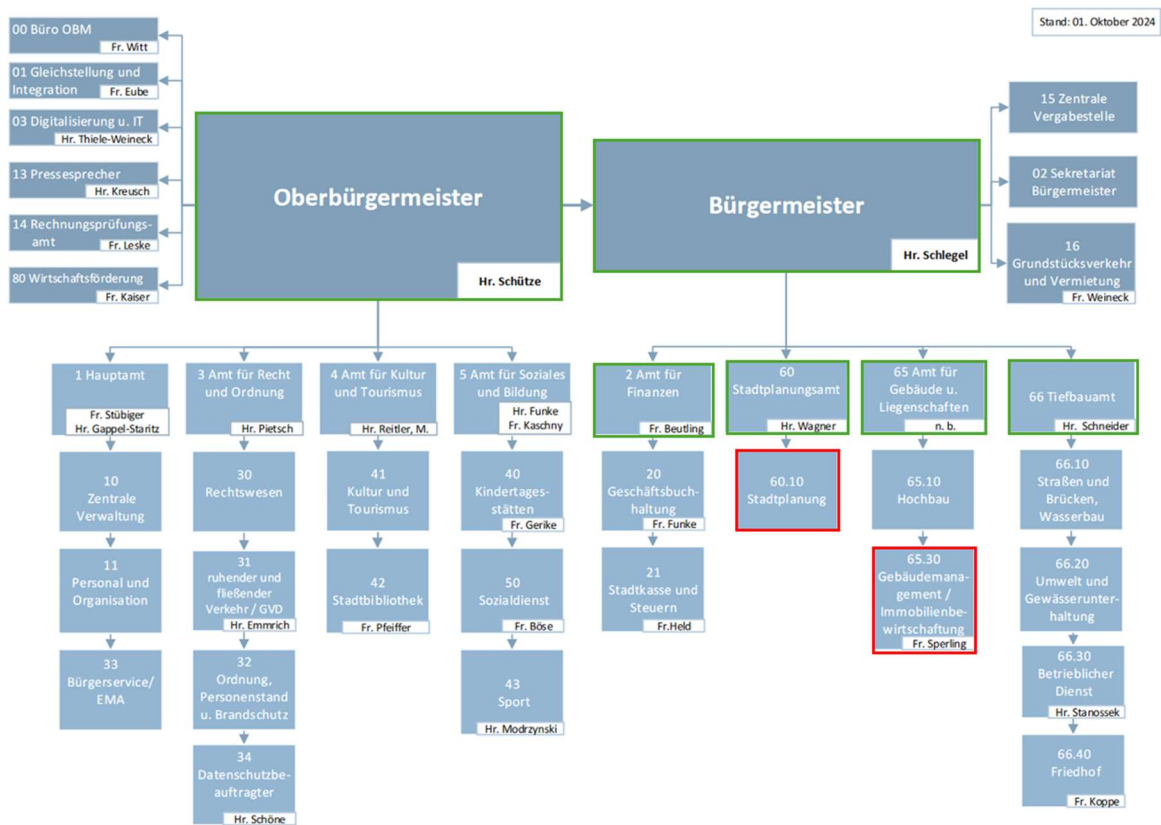 Stand: 01. Oktober 2024
00 Büro OBM
Fr. Witt
01 Gleichstellung und
Integration
Fr. Eube
03 Digitalisierung u. IT
Hr. Thiele-Weineck
13 Pressesprecher
Hr. Kreusch
14 Rechnungsprüfungs-
amt
Fr. Leske
80 Wirtschaftsförderung
Fr. Kaiser
Oberbürgermeister
Hr. Schütze
Bürgermeister
Hr. Schlegel
15 Zentrale
Vergabestelle
02 Sekretariat
Bürgermeister
16
Grundstücksverkehr
und Vermietung
Fr. Weineck
1 Hauptamt
Fr. Stübiger
Hr. Gappel-Staritz
10
Zentrale
Verwaltung
11
Personal und
Organisation
33
Bürgerservice/
EMA
3 Amt für Recht
und Ordnung
Hr. Pietsch
30
Rechtswesen
31
ruhender und
fließender
Verkehr / GVD
Hr. Emmrich
32
Ordnung,
Personenstand
u. Brandschutz
34
Datenschutzbe-
auftragter
Hr. Schöne
4 Amt für Kultur
und Tourismus
Hr. Reitler, M.
41
Kultur und
Tourismus
42
Stadtbibliothek
Fr. Pfeiffer
5 Amt für Soziales
und Bildung
Hr. Funke
Fr. Kaschny
40
Kindertages-
stätten
Fr. Gerike
50
Sozialdienst
Fr. Böse
43
Sport
Hr. Modrzynski
2 Amt für
Finanzen
Fr. Beutling
20
Geschäftsbuch-
haltung
Fr. Funke
21
Stadtkasse und
Steuern
Fr.Held
60
Stadtplanungsamt
Hr. Wagner
60.10
Stadtplanung
65 Amt für
Gebäude u.
Liegenschaften
n. b.
65.10
Hochbau
65.30
Gebäudemana-
gement /
Immobilienbe-
wirtschaftung
Fr. Sperling
66 Tiefbauamt
Hr. Schneider
66.10
Straßen und
Brücken,
Wasserbau
66.20
Umwelt und
Gewässerunter-
haltung
66.30
Betrieblicher
Dienst
Hr. Stanossek
66.40
Friedhof
Fr. Koppe